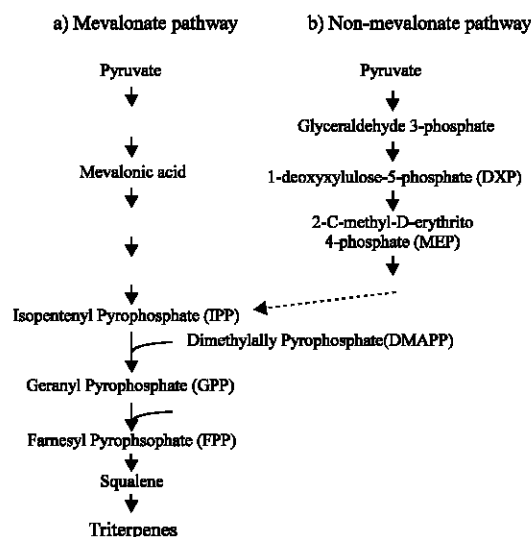 a) Mevalonate pathway
b) Non-mevalonate pathway
Pyruvate
Pyruvate
Glyceraldehyde 3-phosphate
Mevalonic acid
1-deoxyxylulose-5-phosphate (DXP)
2-C-methyl-D-erythrito
4-phosphate (MEP)
Isopentenyl Pyrophosphate (IPP)
Dimethylally Pyrophosphate(DMAPP)
Geranyl Pyrophosphate (GPP)
Farnesyl Pyrophsophate (FPP)
Squalene
Triterpenes